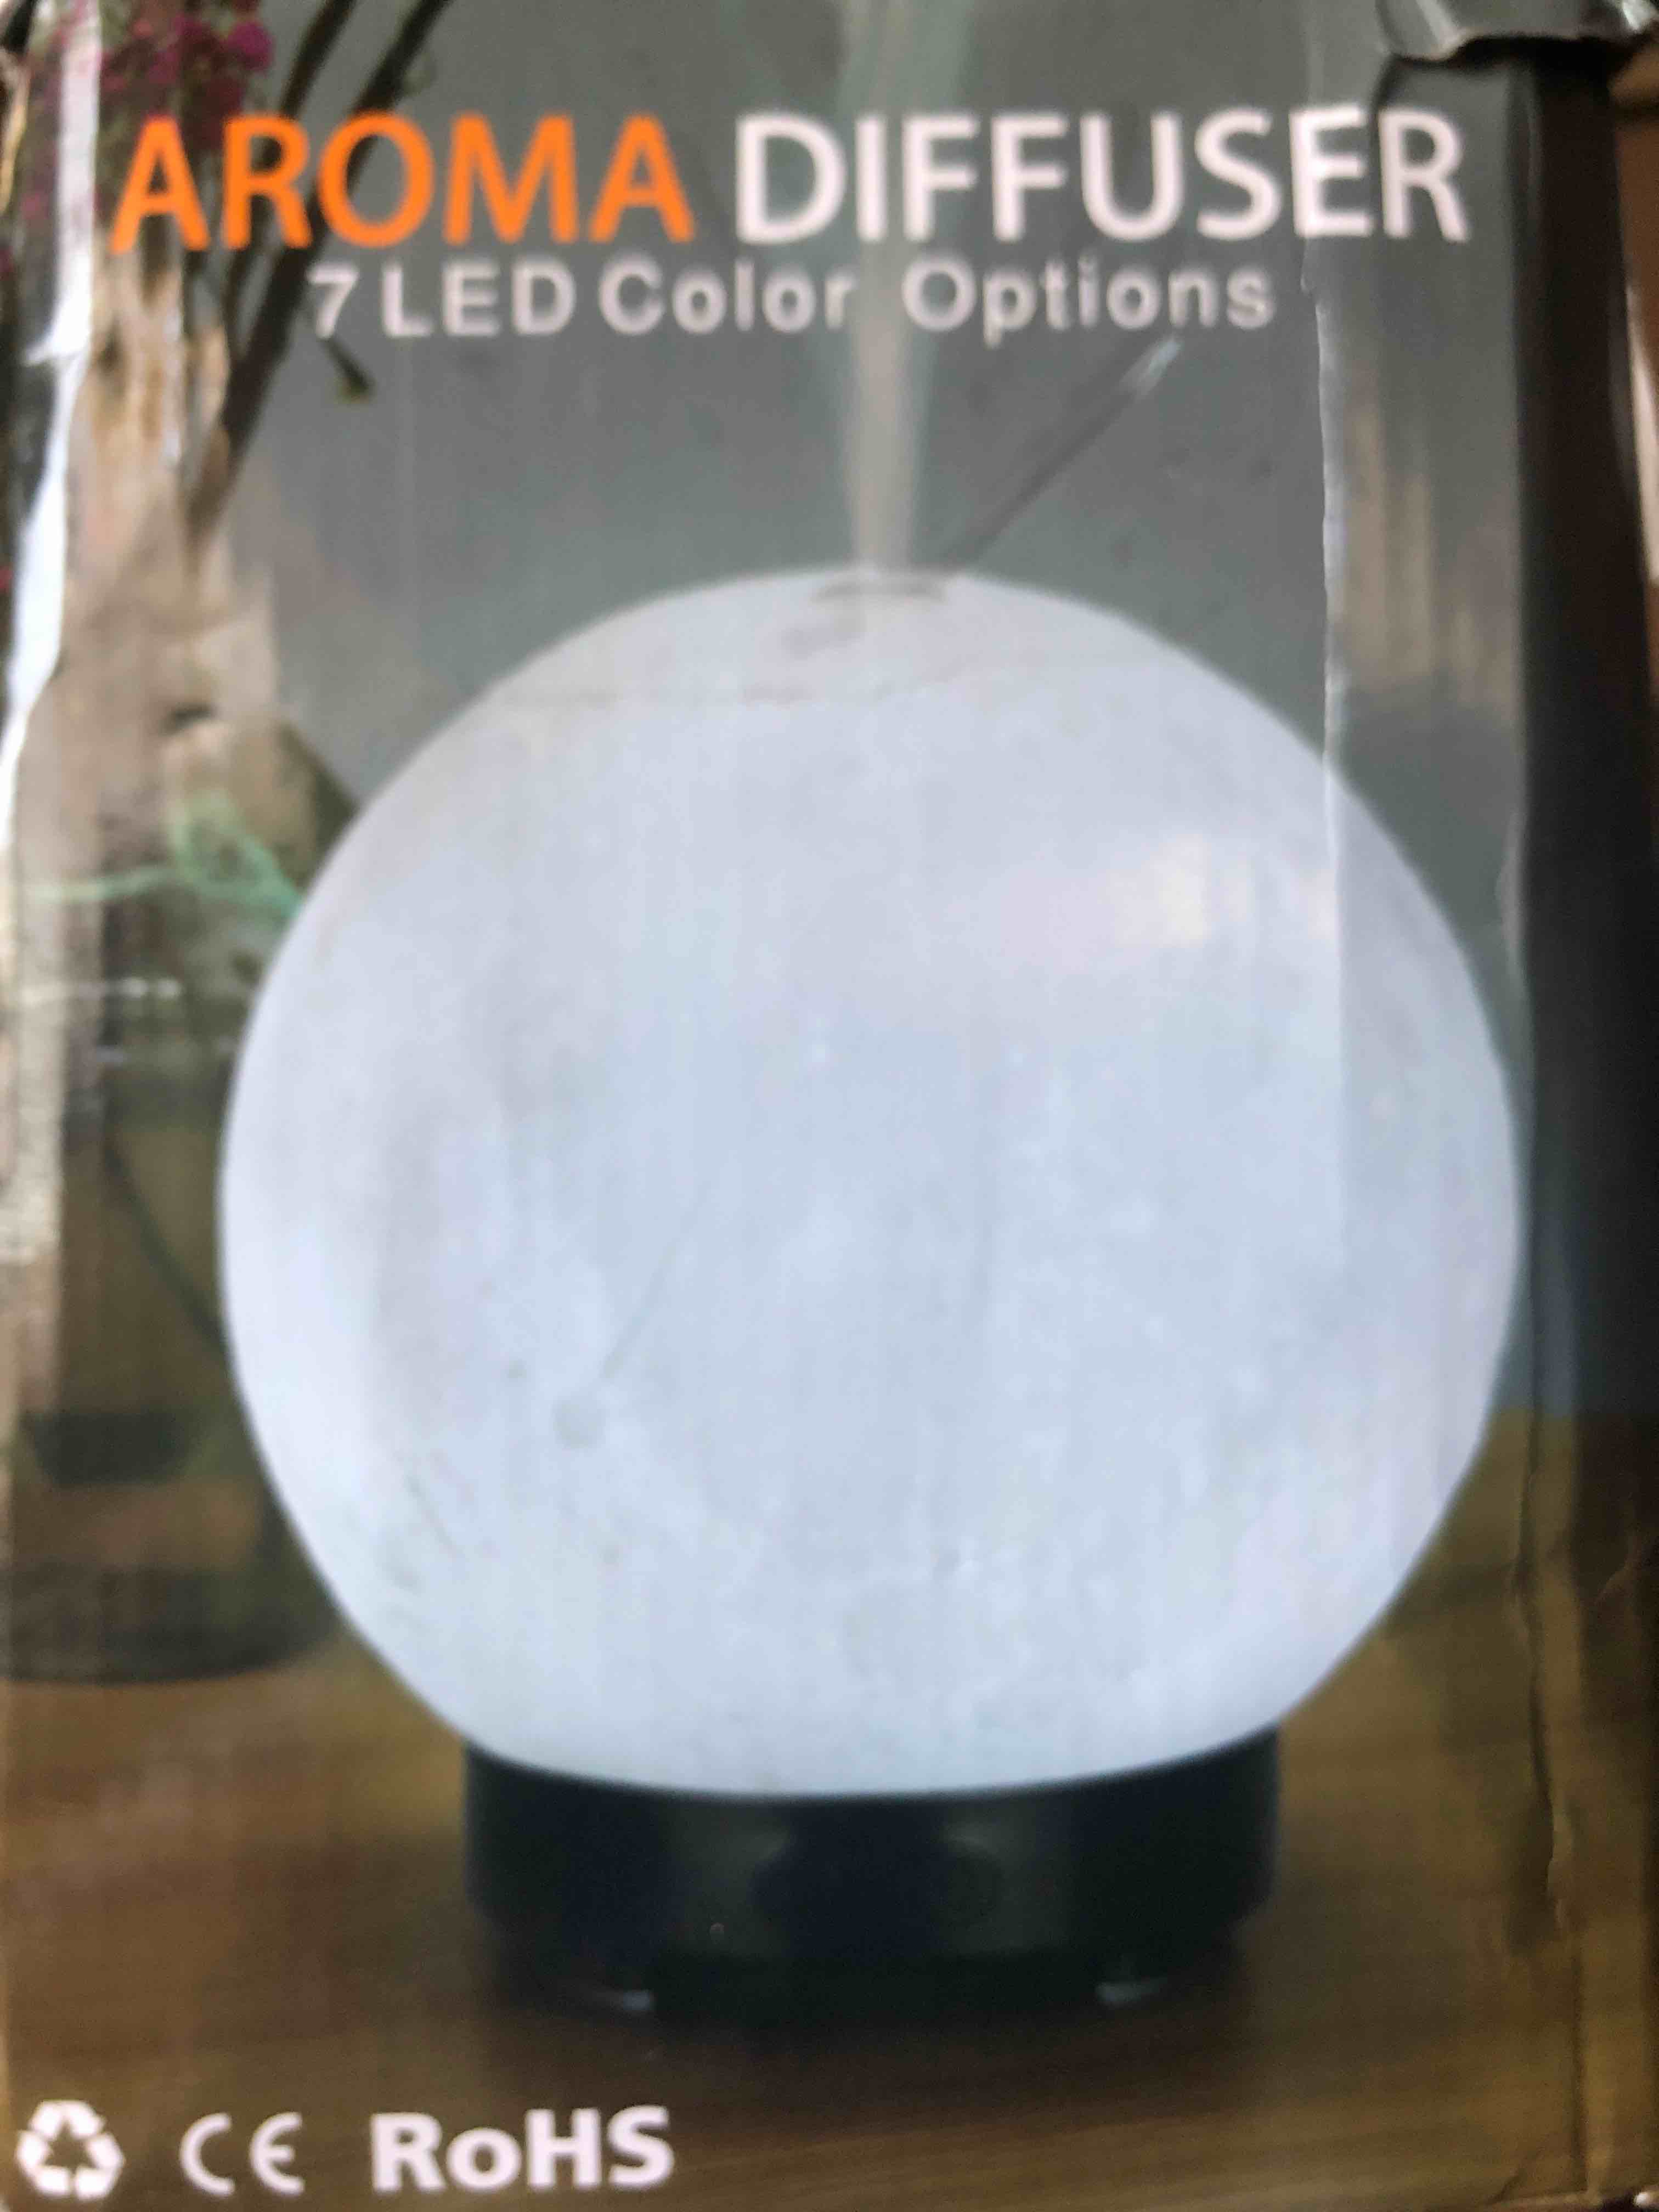 AROMA DIFFUSER
7 LED Color Options
CE RoHS